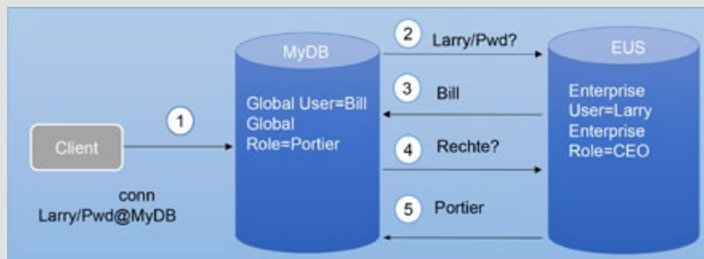 MyDB
EUS
2
Larry/Pwd?
3
Bill
4
Rechte?
5
Portier
1
Client
conn
Larry/Pwd@MyDB
Global User=Bill
Global
Role=Portier
Enterprise
User=Larry
Enterprise
Role=CEO